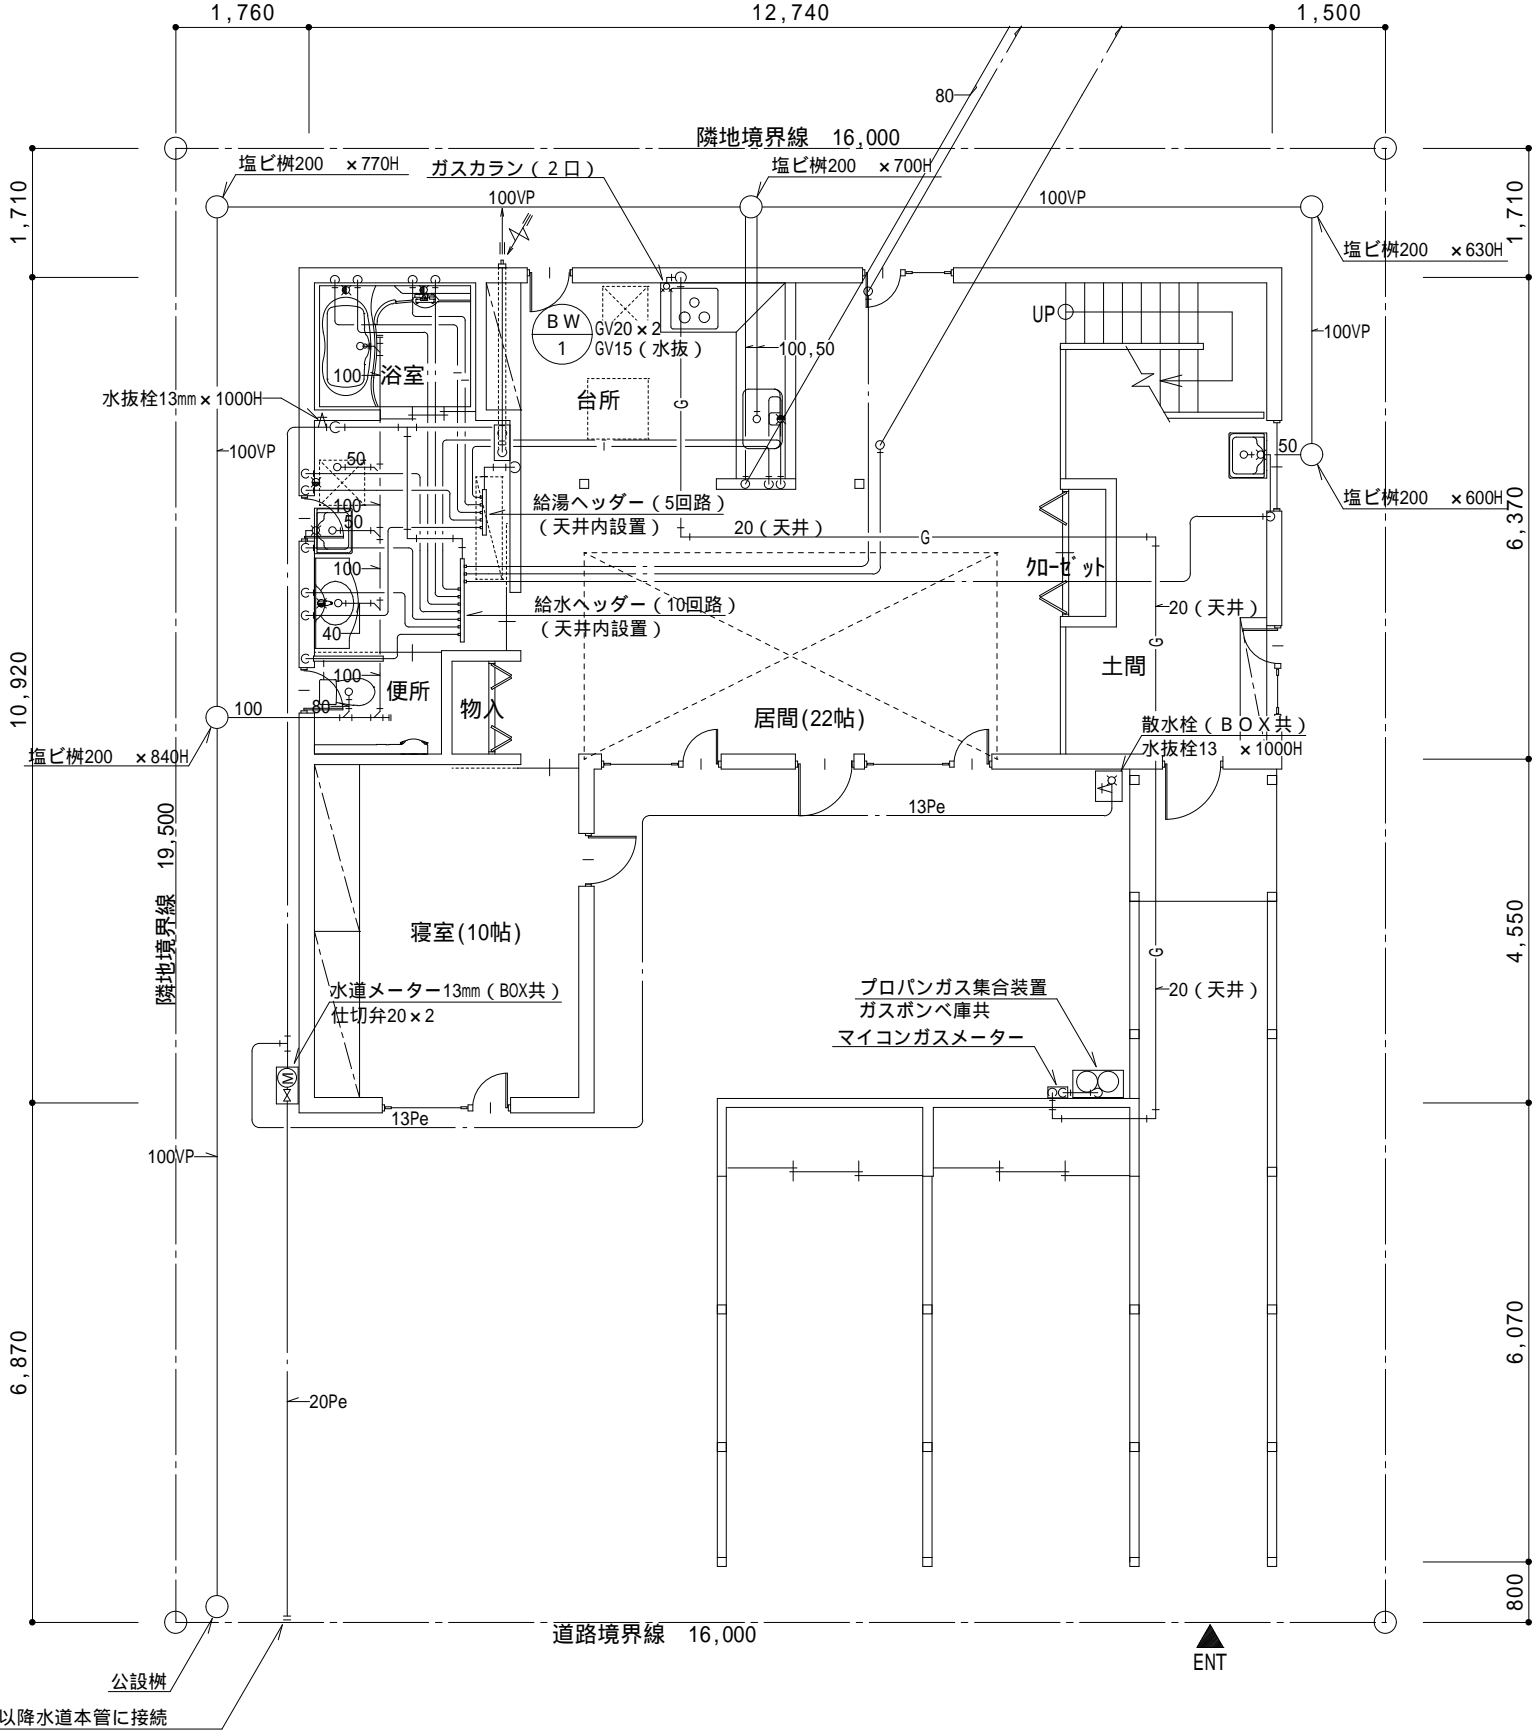 1,760
12,740
1,500
80
隣地境界線　16,000
塩ビ桝200　×770H
ガスカラン（２口）
塩ビ桝200　×700H
100VP
100VP
1,710
1,710
塩ビ桝200　×630H
UP
100VP
BW
1
GV20×2
GV15（水抜）
100,50
100
浴室
台所
G
水抜栓13mm×1000H
100VP
50
50
塩ビ桝200　×600H
6,370
100
50
給湯ヘッダー（5回路）
（天井内設置）
20（天井）
G
100
ｸﾛｰｾﾞｯﾄ
給水ヘッダー（10回路）
（天井内設置）
20（天井）
40
G
10,920
100
便所
土間
80
物入
100
居間(22帖)
散水栓（ＢＯＸ共）
水抜栓13　×1000H
塩ビ桝200　×840H
13Pe
隣地境界線　19,500
寝室(10帖)
4,550
G
水道メーター13mm（BOX共）
仕切弁20×2
プロパンガス集合装置
ガスボンベ庫共
20（天井）
マイコンガスメーター
M
13Pe
100VP
6,870
6,070
20Pe
800
道路境界線　16,000
ENT
公設桝
以降水道本管に接続